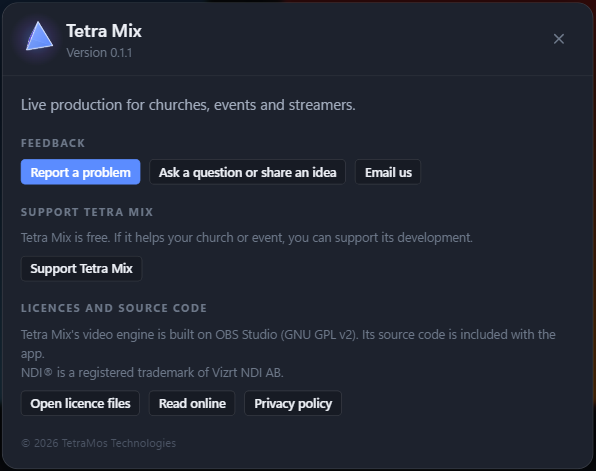 Tetra Mix
Version 0.1.1
Live production for churches, events and streamers.
FEEDBACK
Report a problem
Ask a question or share an idea
Email us
SUPPORT TETRA MIX
Tetra Mix is free. If it helps your church or event, you can support its development.
Support Tetra Mix
LICENCES AND SOURCE CODE
Tetra Mix's video engine is built on OBS Studio (GNU GPL v2). Its source code is included with the
app.
NDI® is a registered trademark of Vizrt NDI AB.
Open licence files
Read online
Privacy policy
© 2026 TetraMos Technologies